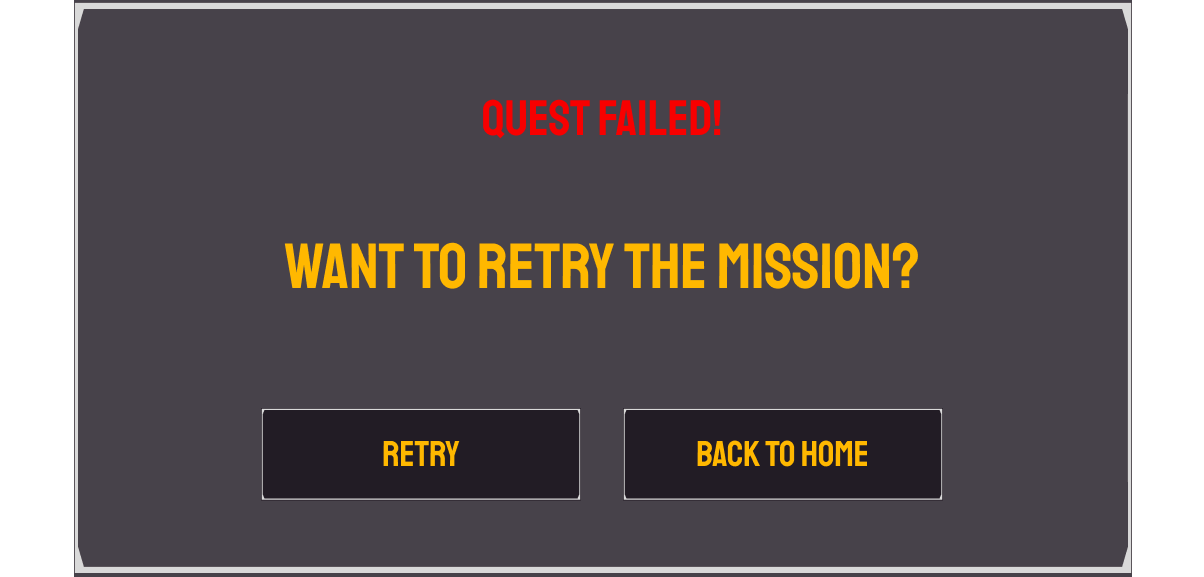 QUEST FAILED!
WANT TO RETRY THE MISSION?
RETRY
BACK TO HOME